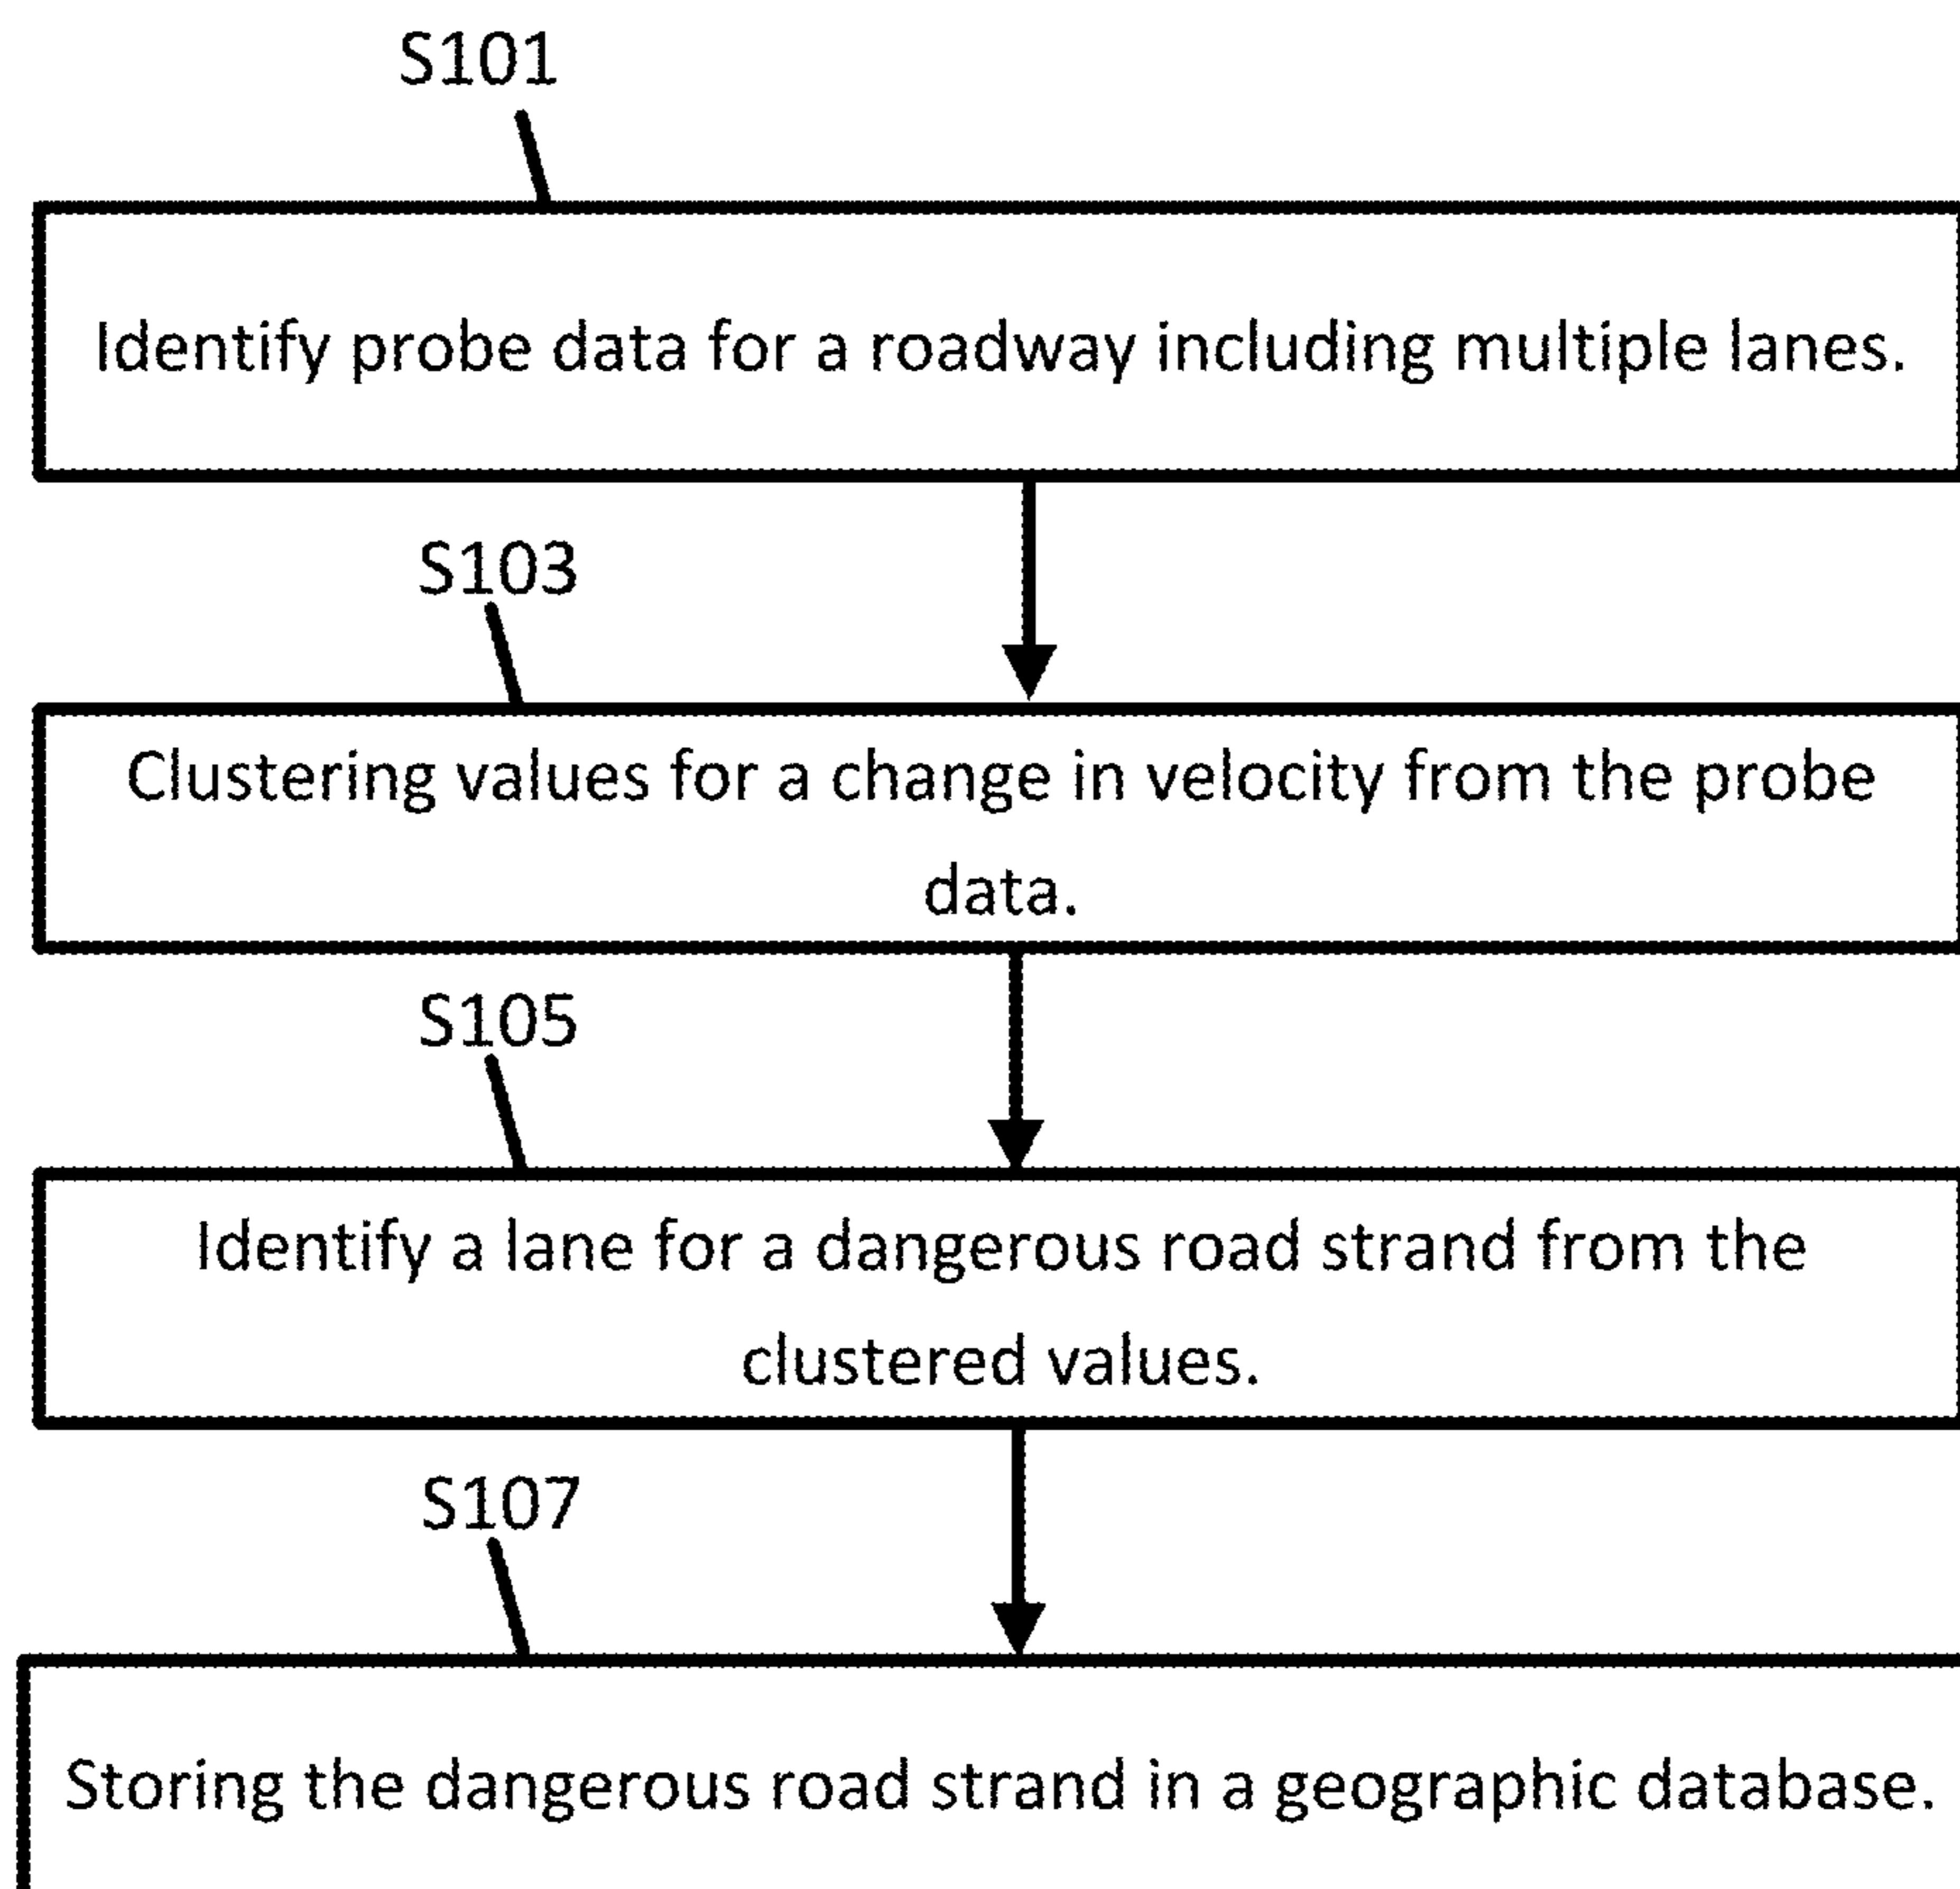 S101
Identify probe data for a roadway including multiple lanes.
S103
Clustering values for a change in velocity from the probe
data.
S105
Identify a lane for a dangerous road strand from the
clustered values.
S107
Storing the dangerous road strand in a geographic database.